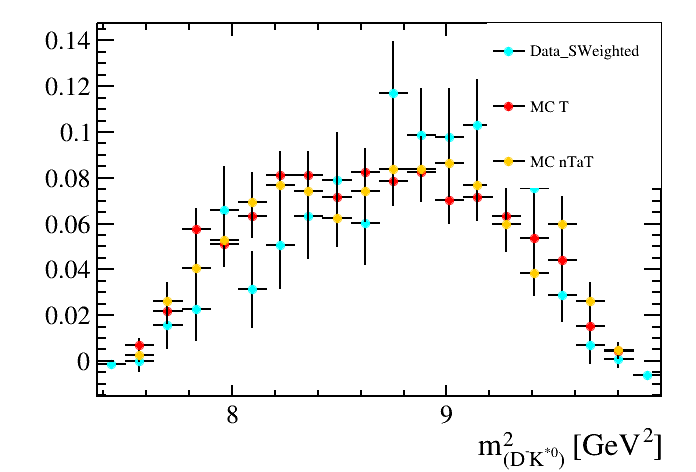 0.14
Data_SWeighted
0.12
MC T
0.1
MC nTaT
0.08
0.06
0.04
0.02
0
8 9
m²(D⁻K*⁰) [GeV²]